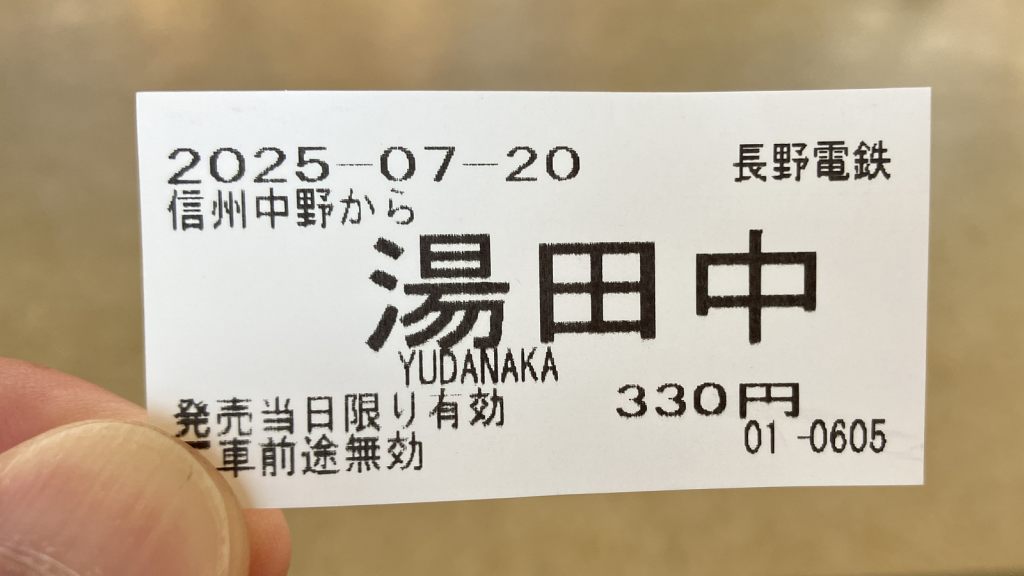 2025-07-20 長野電鉄
信州中野から
湯田中
YUDANAKA
発売当日限り有効 330円
車前途無効 01-0605